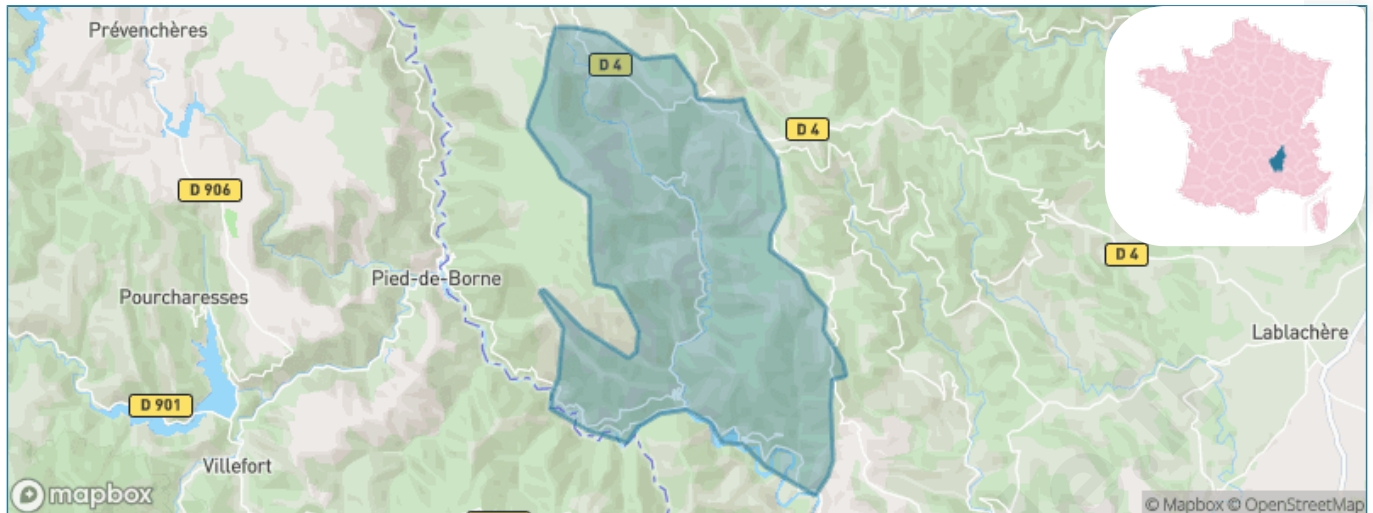 Prévenchères
D 4
D 4
D 906
D 4
Pied-de-Borne
Pourcharesses
Lablachère
D 901
Villefort
mapbox
© Mapbox © OpenStreetMap